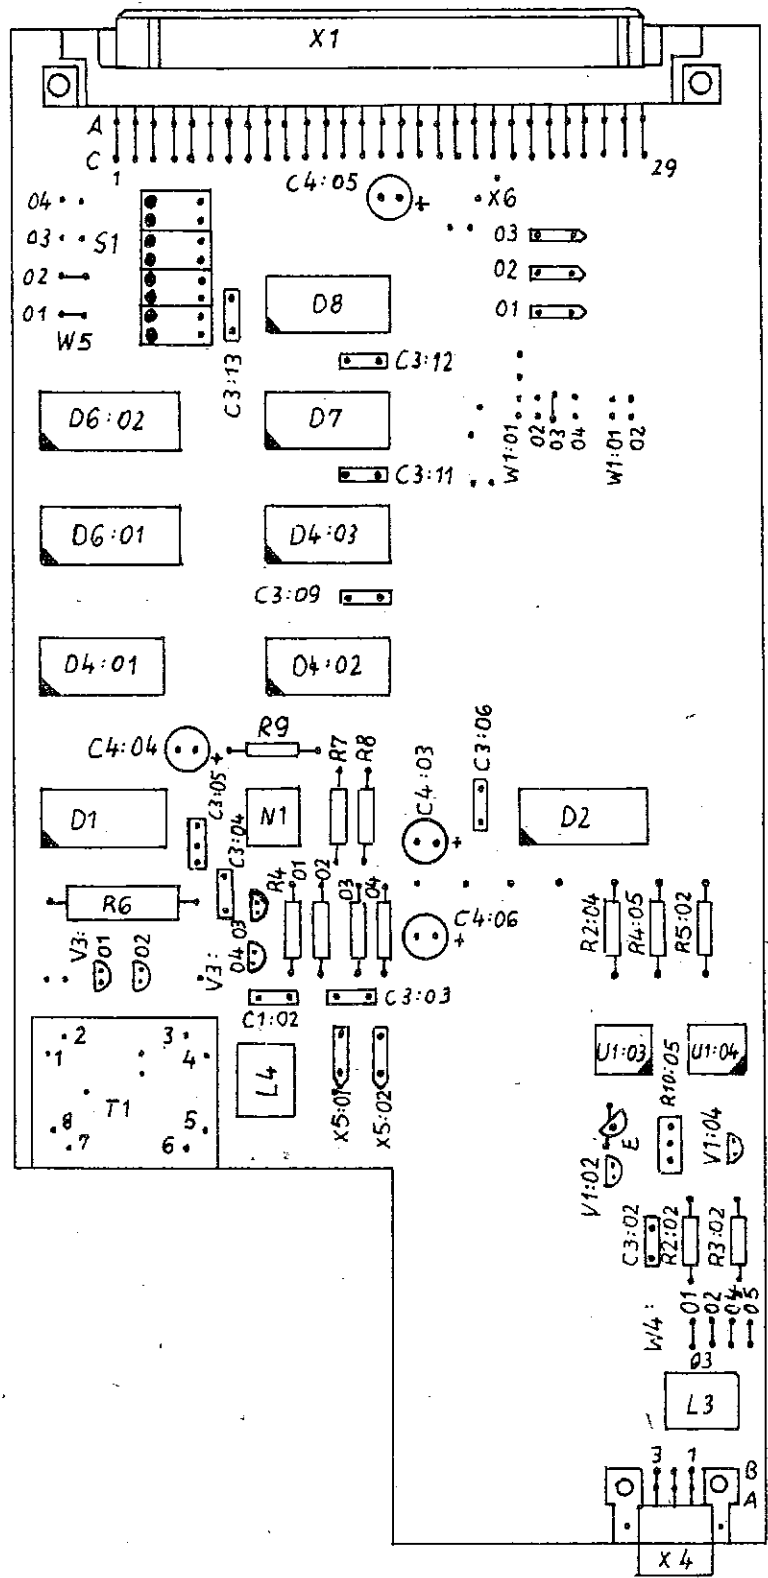 X1
A
C
1
29
C4:05
+
X6
04
03
S1
02
01
W5
03
02
01
D8
C3:13
C3:12
D6:02
D7
W1:01
02
03
04
W1:01
02
C3:11
D6:01
D4:03
C3:09
D4:01
D4:02
C4:04
+
R9
R7
R8
C4:03
+
C3:06
C3:05
D1
C3:04
N1
D2
R6
R4
01
02
03
04
C4:06
+
R2:04
R4:05
R5:02
V3:
01
02
V3:
03
04
C1:02
C3:03
2
1
3
4
T1
8
7
5
6
L4
X5:01
X5:02
U1:03
R10:05
U1:04
E
V1:02
V1:04
C3:02
R2:02
R3:02
W4:
01
02
04
05
03
L3
3
1
B
A
X4